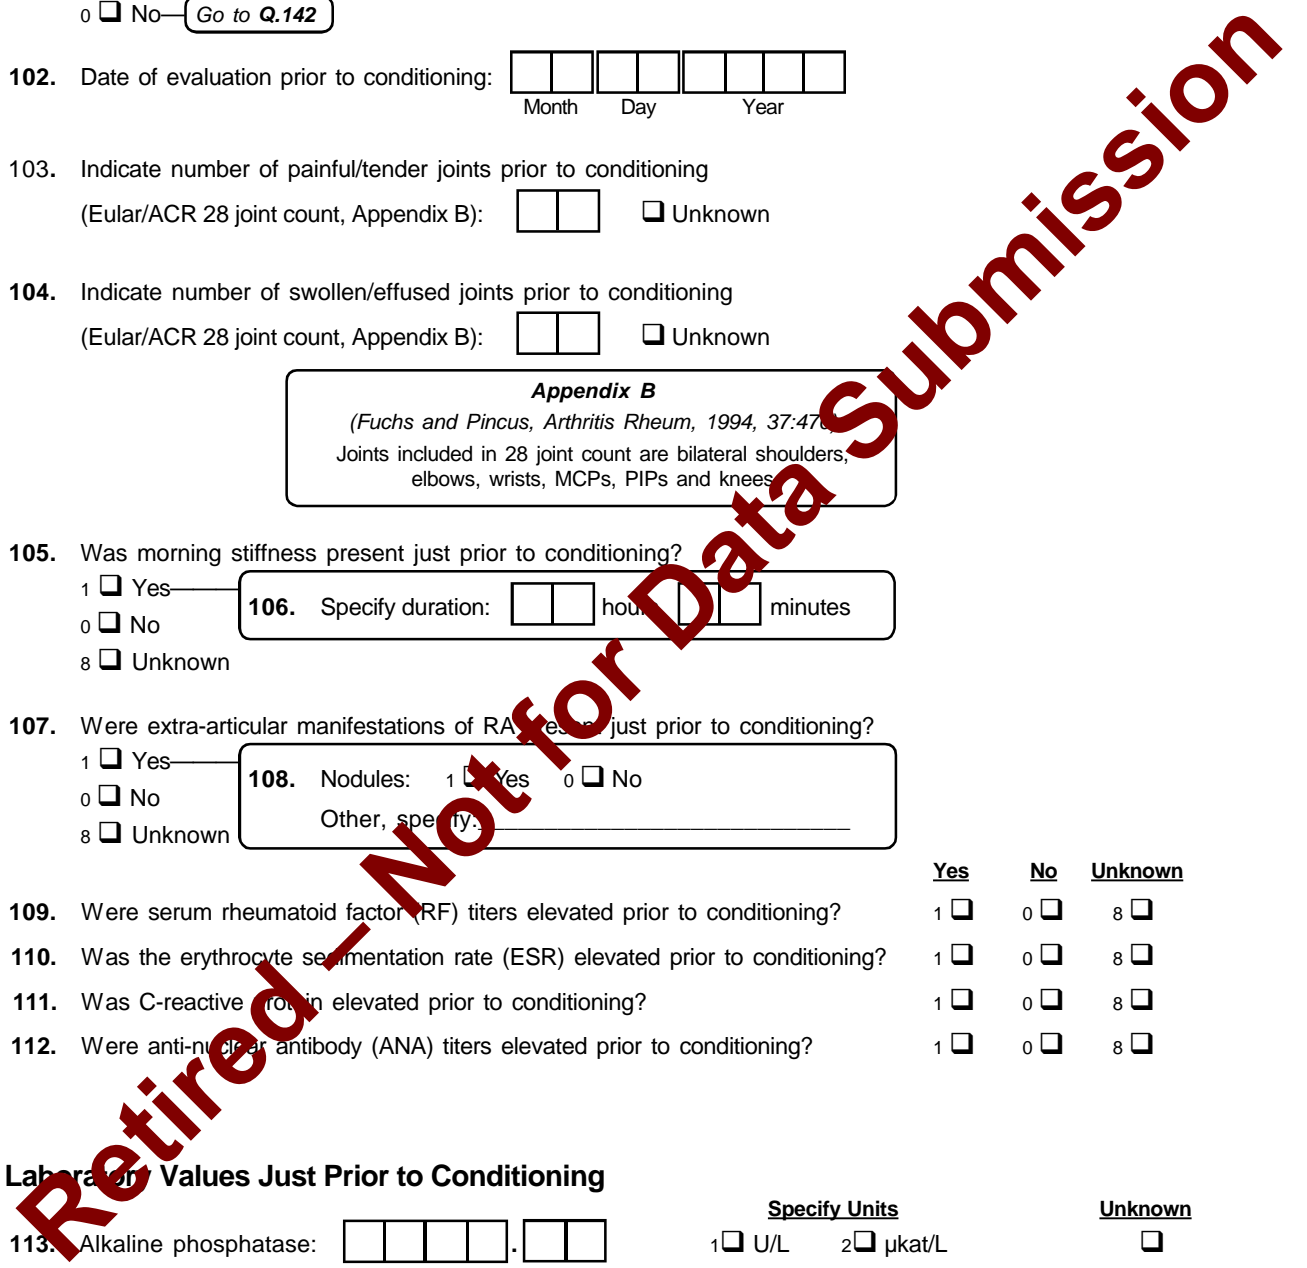 0 ❑ No—Go to Q.142
102. Date of evaluation prior to conditioning:
Month Day Year
103. Indicate number of painful/tender joints prior to conditioning
(Eular/ACR 28 joint count, Appendix B): ❑ Unknown
104. Indicate number of swollen/effused joints prior to conditioning
(Eular/ACR 28 joint count, Appendix B): ❑ Unknown
Appendix B
(Fuchs and Pincus, Arthritis Rheum, 1994,
Joints included in 28 joint count are bilateral shoulders,
elbows, wrists, MCPs, PIPs and knees
105. Was morning stiffness present just prior to conditioning?
1 ❑ Yes
106. Specify duration: hours minutes
0 ❑ No
8 ❑ Unknown
107. Were extra-articular manifestations of RA present just prior to conditioning?
1 ❑ Yes
108. Nodules: 1 ❑ Yes 0 ❑ No
0 ❑ No
Other, specify:
8 ❑ Unknown
Yes No Unknown
109. Were serum rheumatoid factor (RF) titers elevated prior to conditioning? 1 ❑ 0 ❑ 8 ❑
110. Was the erythrocyte sedimentation rate (ESR) elevated prior to conditioning? 1 ❑ 0 ❑ 8 ❑
111. Was C-reactive protein elevated prior to conditioning? 1 ❑ 0 ❑ 8 ❑
112. Were anti-nuclear antibody (ANA) titers elevated prior to conditioning? 1 ❑ 0 ❑ 8 ❑
Laboratory Values Just Prior to Conditioning
Specify Units Unknown
113. Alkaline phosphatase: . 1 ❑ U/L 2 ❑ µkat/L ❑
Retired – Not for Data Submission